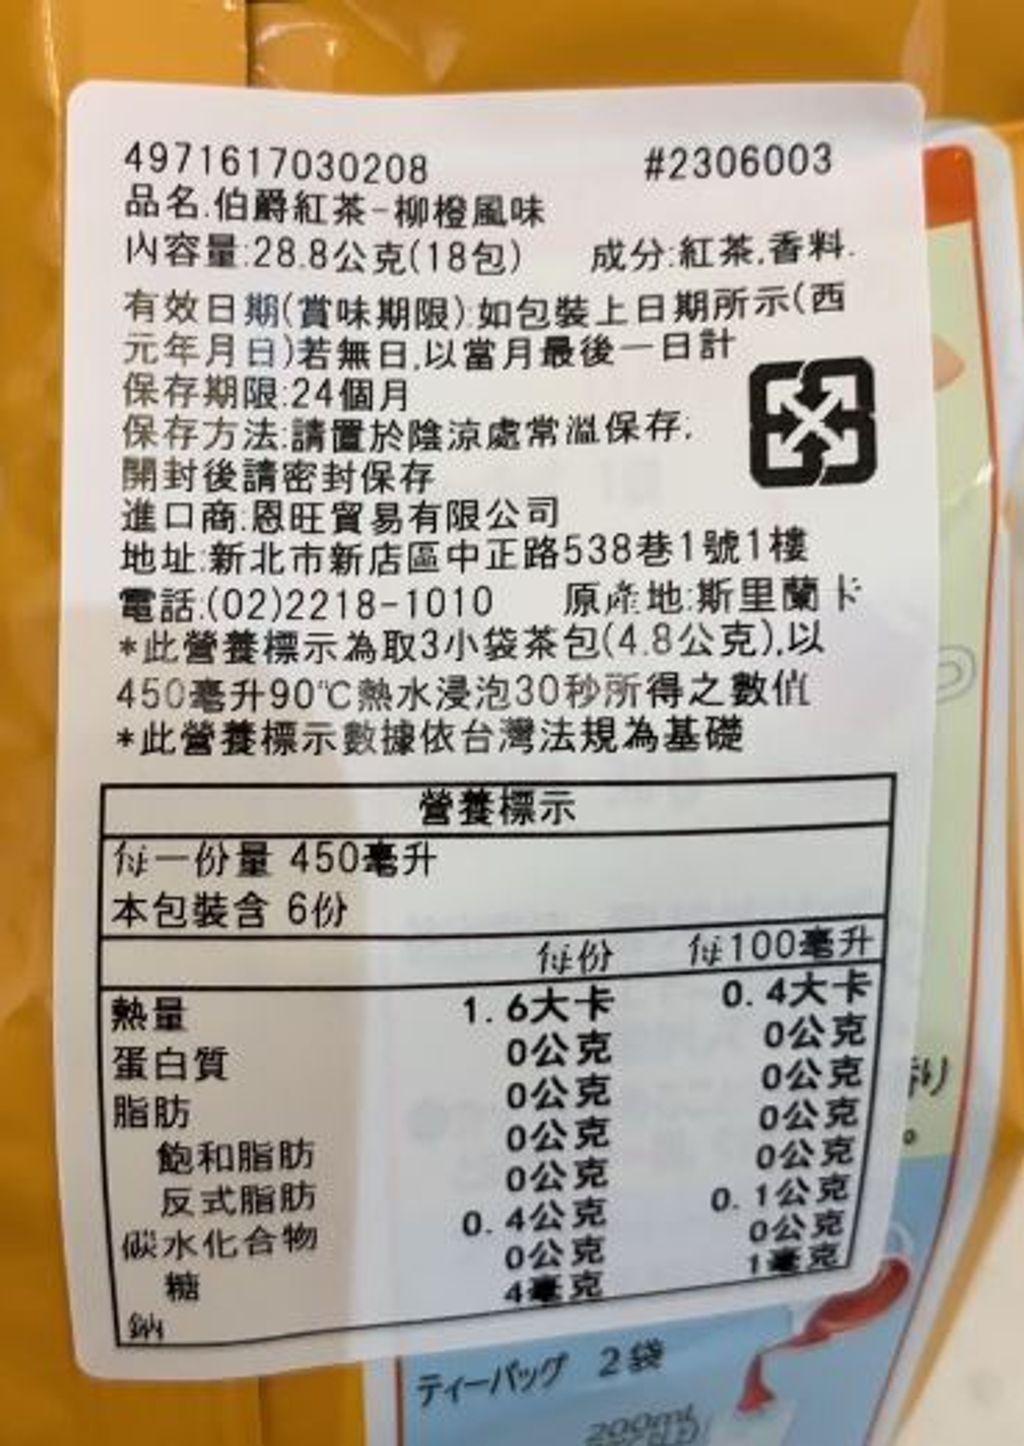 4971617030208 #2306003
品名.伯爵紅茶-柳橙風味
內容量:28.8公克(18包) 成分:紅茶.香料.
有效日期(賞味期限):如包裝上日期所示(西
元年月日)若無日,以當月最後一日計
保存期限:24個月
保存方法:請置於陰涼處常溫保存;
開封後請密封保存
進口商:恩旺貿易有限公司
地址:新北市新店區中正路538巷1號1樓
電話:(02)2218-1010 原產地:斯里蘭卡
*此營養標示為取3小袋茶包(4.8公克),以
450毫升90℃熱水浸泡30秒所得之數值
*此營養標示數據依台灣法規為基礎
營養標示
每一份量 450毫升
本包裝含 6份
每份 每100毫升
熱量 1.6大卡 0.4大卡
蛋白質 0公克 0公克
脂肪 0公克 0公克
飽和脂肪 0公克 0公克
反式脂肪 0公克 0公克
碳水化合物 0.4公克 0.1公克
糖 0公克 0公克
鈉 4毫克 1毫克
ティーバッグ 2袋
200ml